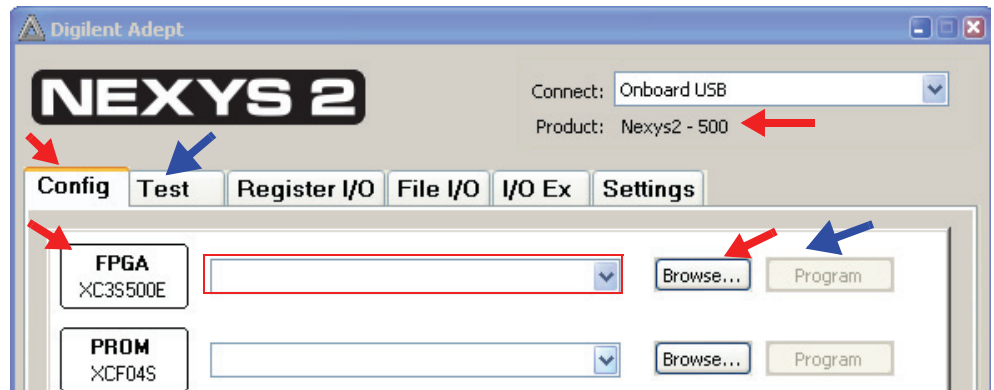 Digilent Adept
NEXYS 2
Connect: Onboard USB
Product: Nexys2 - 500
Config Test Register I/O File I/O I/O Ex Settings
FPGA
XC3S500E
Browse... Program
PROM
XCF04S
Browse... Program